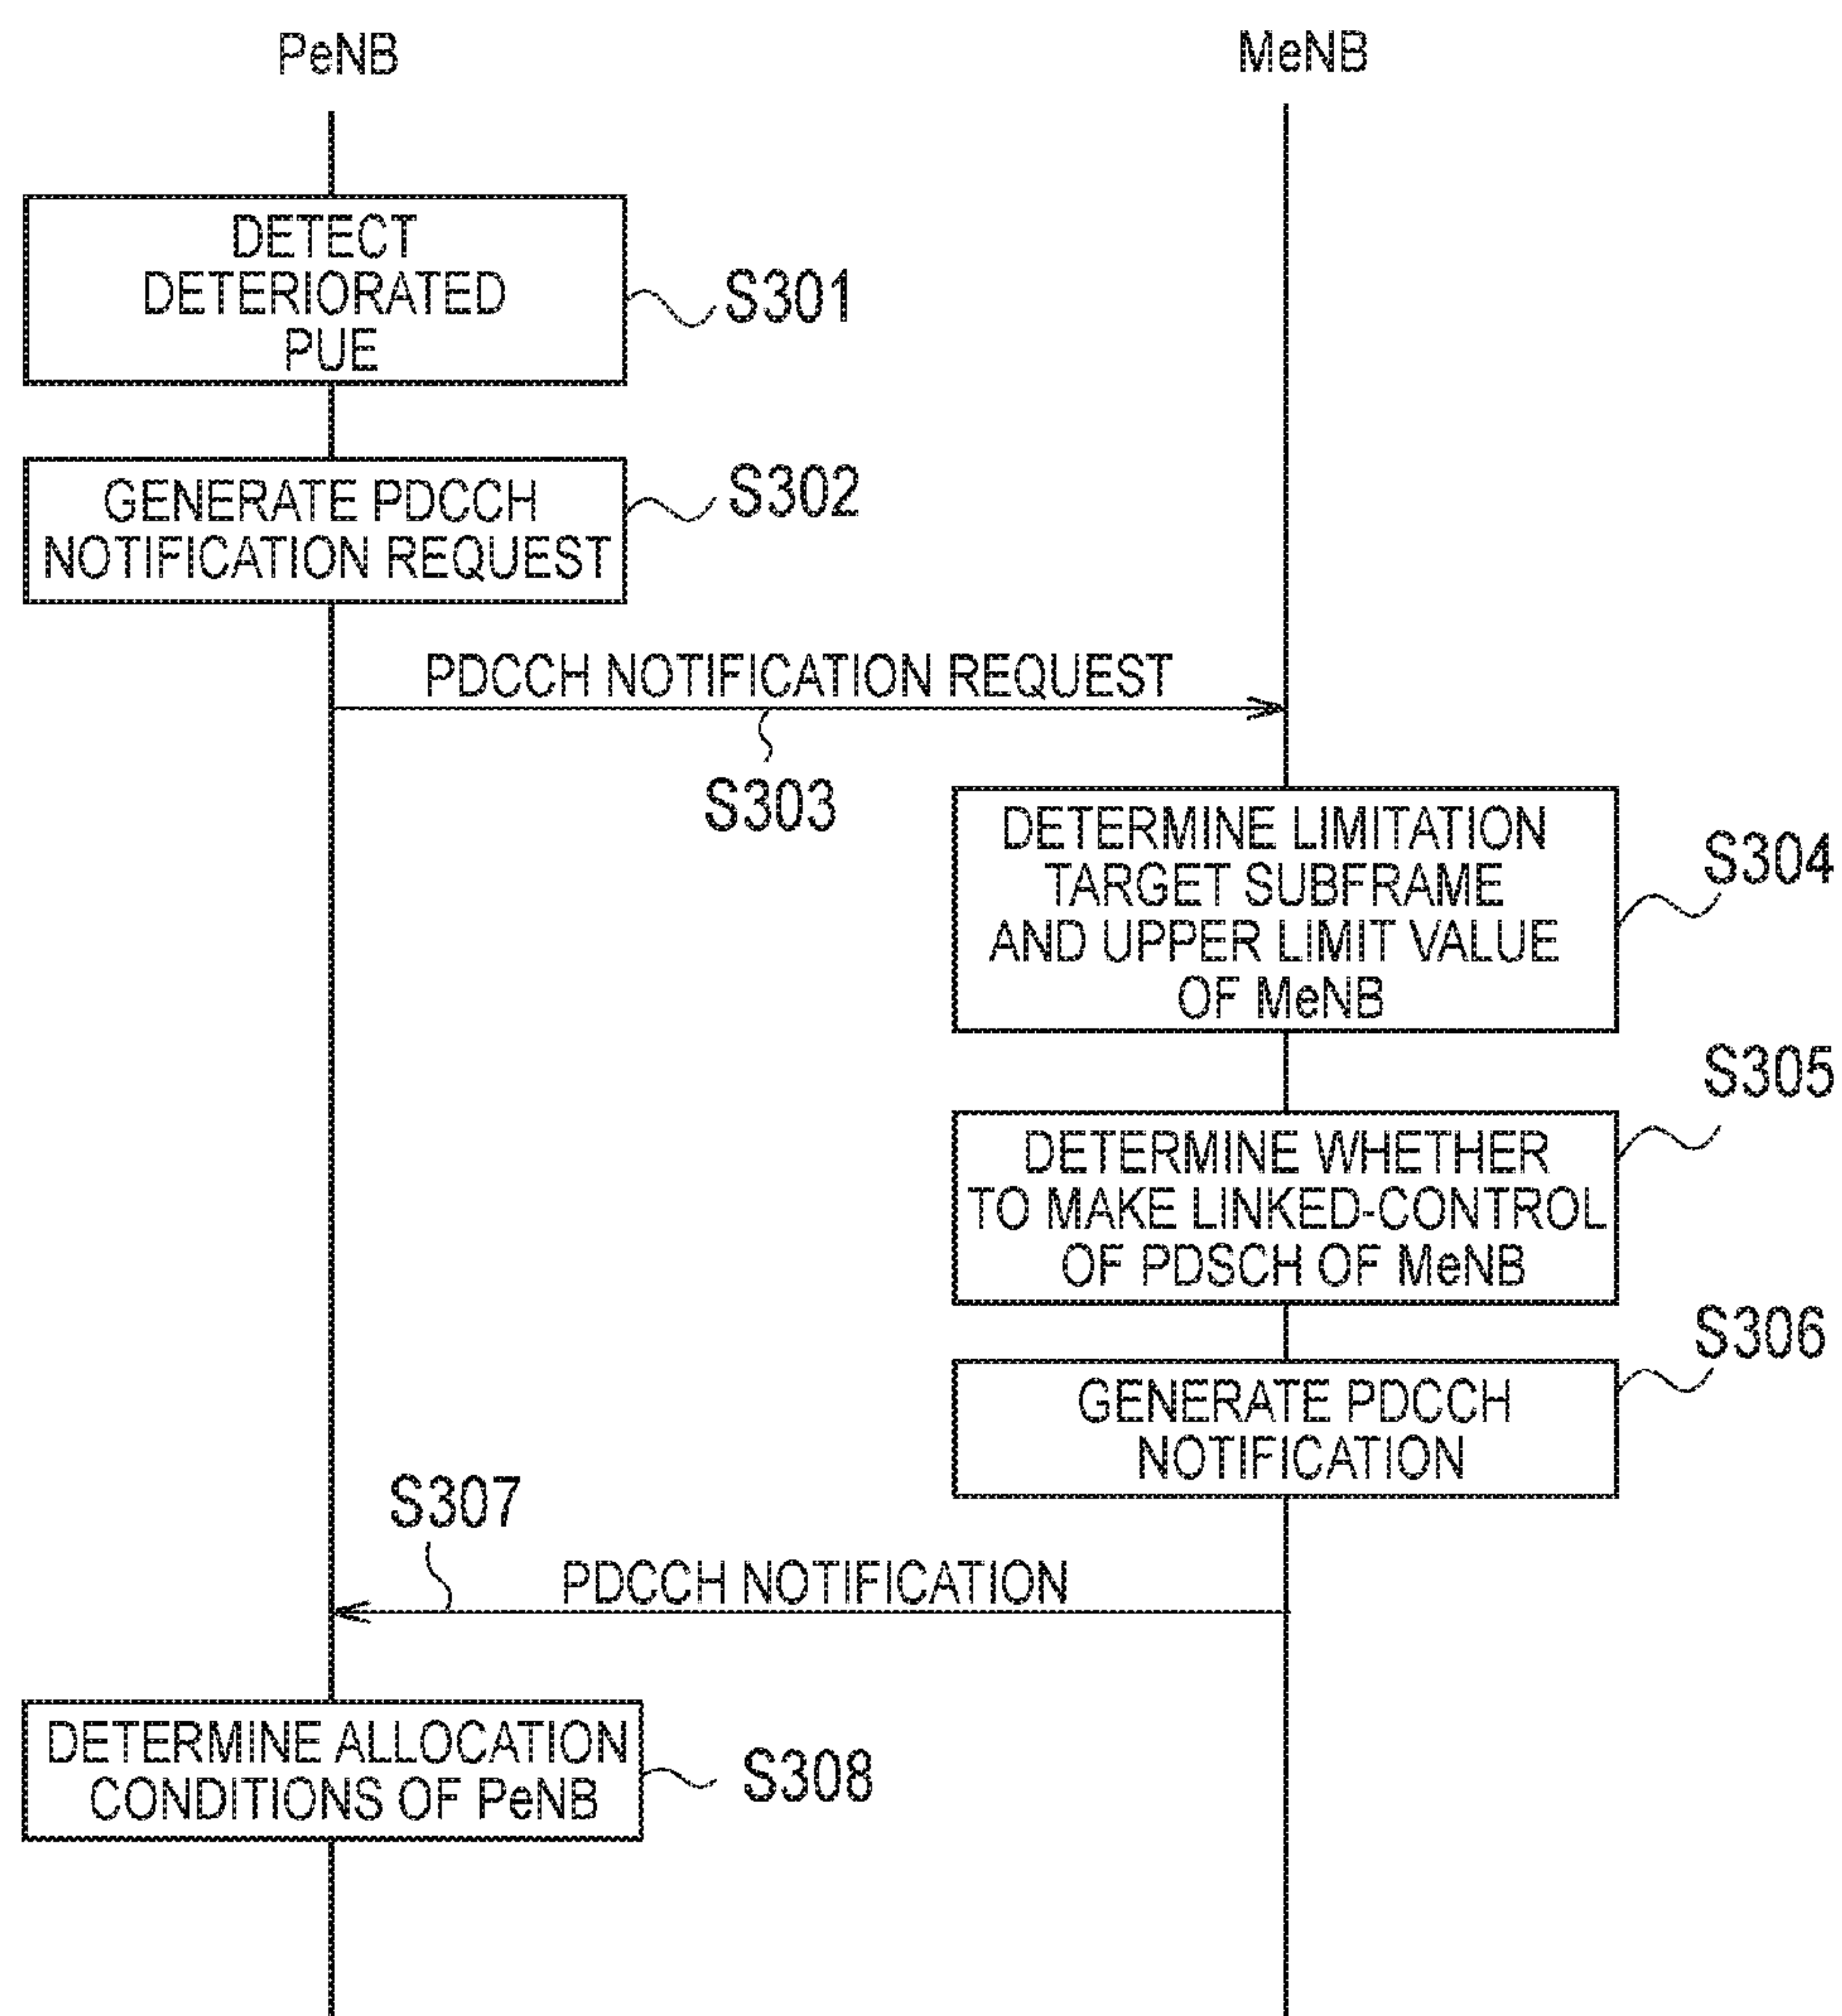 PeNB
MeNB
DETECT
DETERIORATED
PUE
S301
GENERATE PDCCH
NOTIFICATION REQUEST
S302
PDCCH NOTIFICATION REQUEST
S303
DETERMINE LIMITATION
TARGET SUBFRAME
AND UPPER LIMIT VALUE
OF MeNB
S304
DETERMINE WHETHER
TO MAKE LINKED-CONTROL
OF PDSCH OF MeNB
S305
GENERATE PDCCH
NOTIFICATION
S306
S307
PDCCH NOTIFICATION
DETERMINE ALLOCATION
CONDITIONS OF PeNB
S308